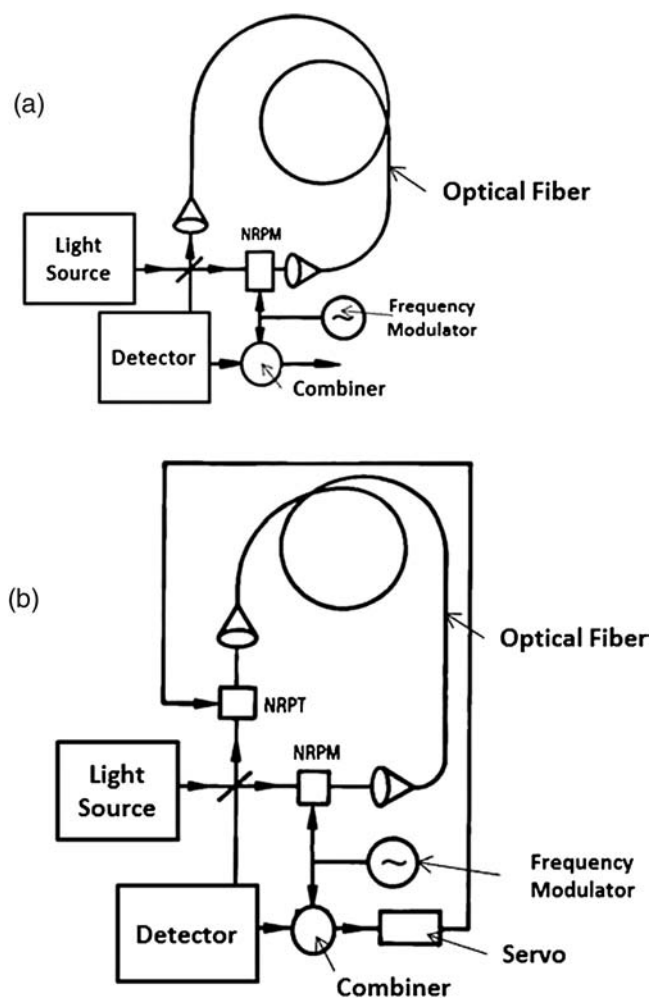 (a)
Optical Fiber
NRPM
Light
Source
Frequency
Modulator
Detector
Combiner
(b)
Optical Fiber
NRPT
NRPM
Light
Source
Frequency
Modulator
Detector
Servo
Combiner